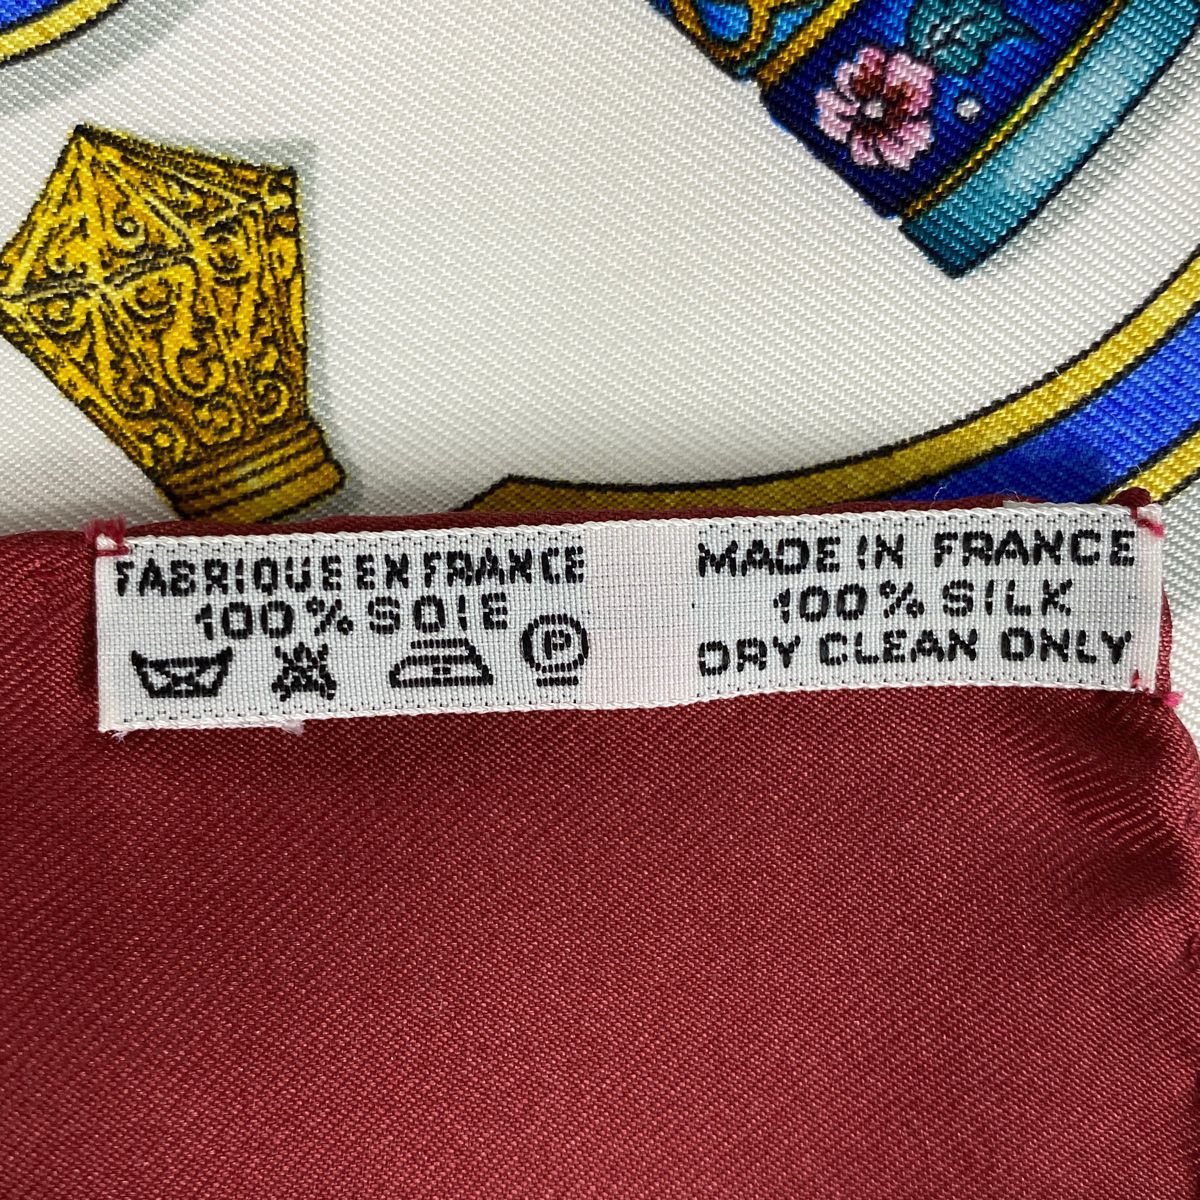 FABRIQUE EN FRANCE
100% SOIE
P
MADE IN FRANCE
100% SILK
DRY CLEAN ONLY